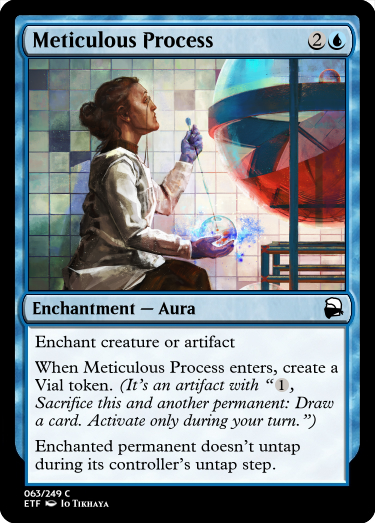 Meticulous Process 2
Enchantment — Aura
Enchant creature or artifact
When Meticulous Process enters, create a
Vial token. (It's an artifact with “1,
Sacrifice this and another permanent: Draw
a card. Activate only during your turn.”)
Enchanted permanent doesn't untap
during its controller's untap step.
063/249 C
ETF Io Tikhaya